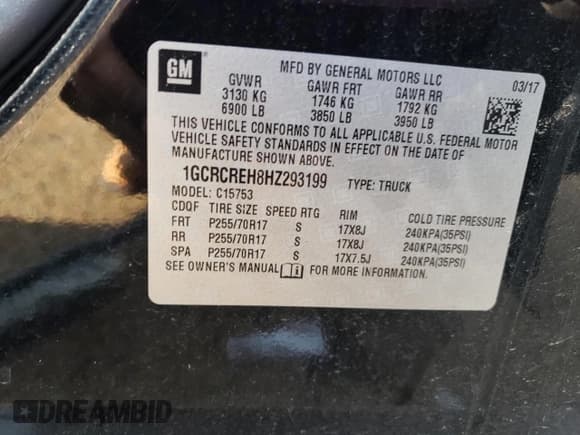 GM
MFD BY GENERAL MOTORS LLC
03/17
GVWR GAWR FRT GAWR RR
3130 KG 1746 KG 1792 KG
6900 LB 3850 LB 3950 LB
THIS VEHICLE CONFORMS TO ALL APPLICABLE U.S. FEDERAL MOTOR
VEHICLE SAFETY STANDARDS IN EFFECT ON THE DATE OF
MANUFACTURE SHOWN ABOVE.
1GCRCREH8HZ293199 TYPE: TRUCK
MODEL: C15753
CDQF TIRE SIZE SPEED RTG RIM COLD TIRE PRESSURE
FRT P255/70R17 S 17X8J 240KPA(35PSI)
RR P255/70R17 S 17X8J 240KPA(35PSI)
SPA P255/70R17 S 17X7.5J 240KPA(35PSI)
SEE OWNER'S MANUAL FOR MORE INFORMATION.
DREAMBID